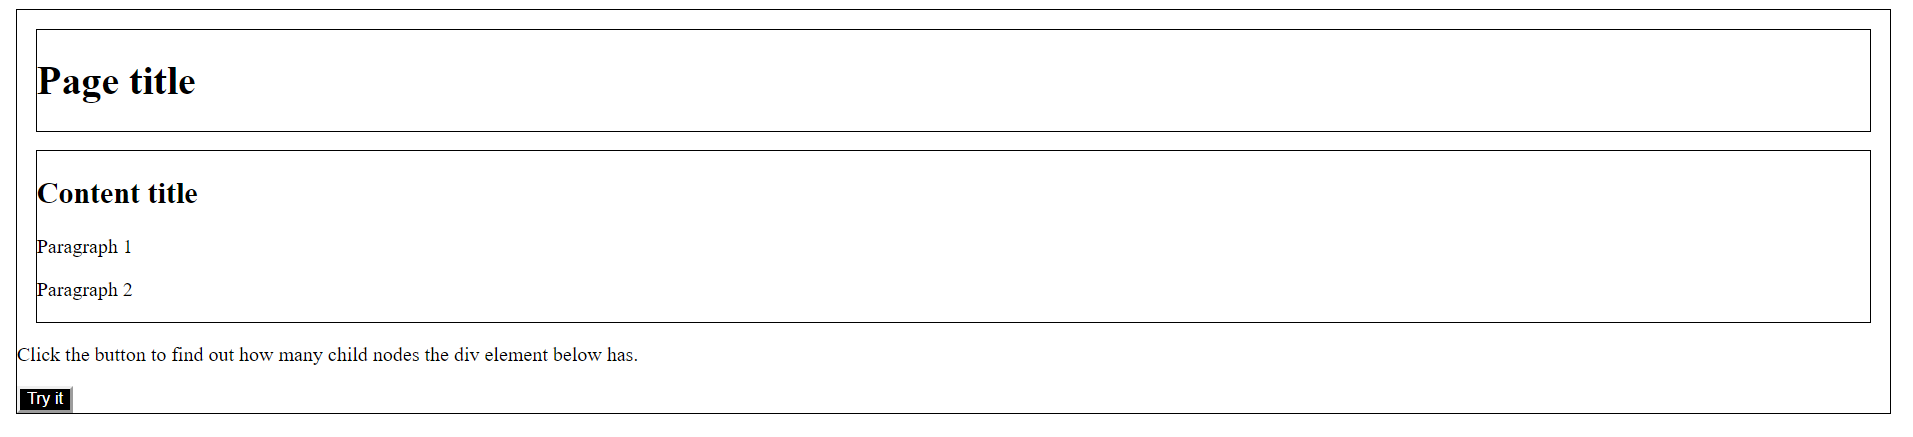 Page title
Content title
Paragraph 1
Paragraph 2
Click the button to find out how many child nodes the div element below has.
Try it